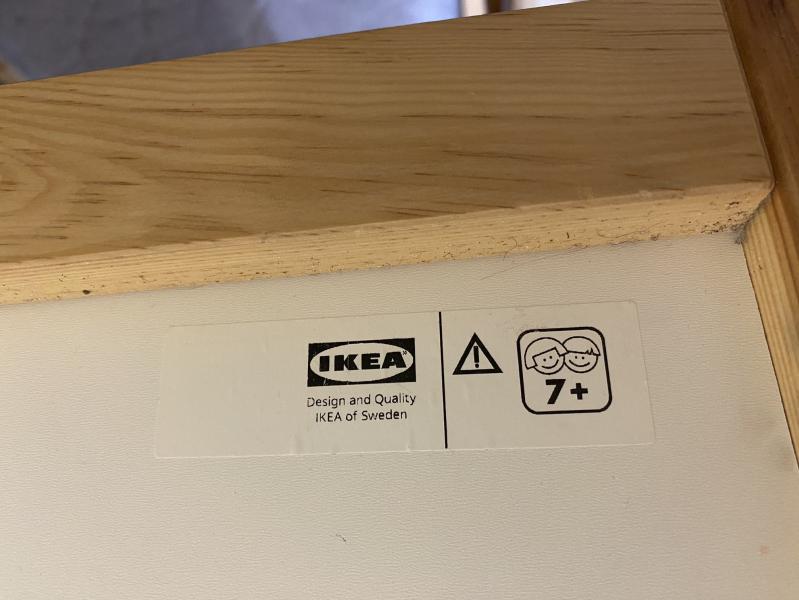 IKEA
Design and Quality
IKEA of Sweden
7+